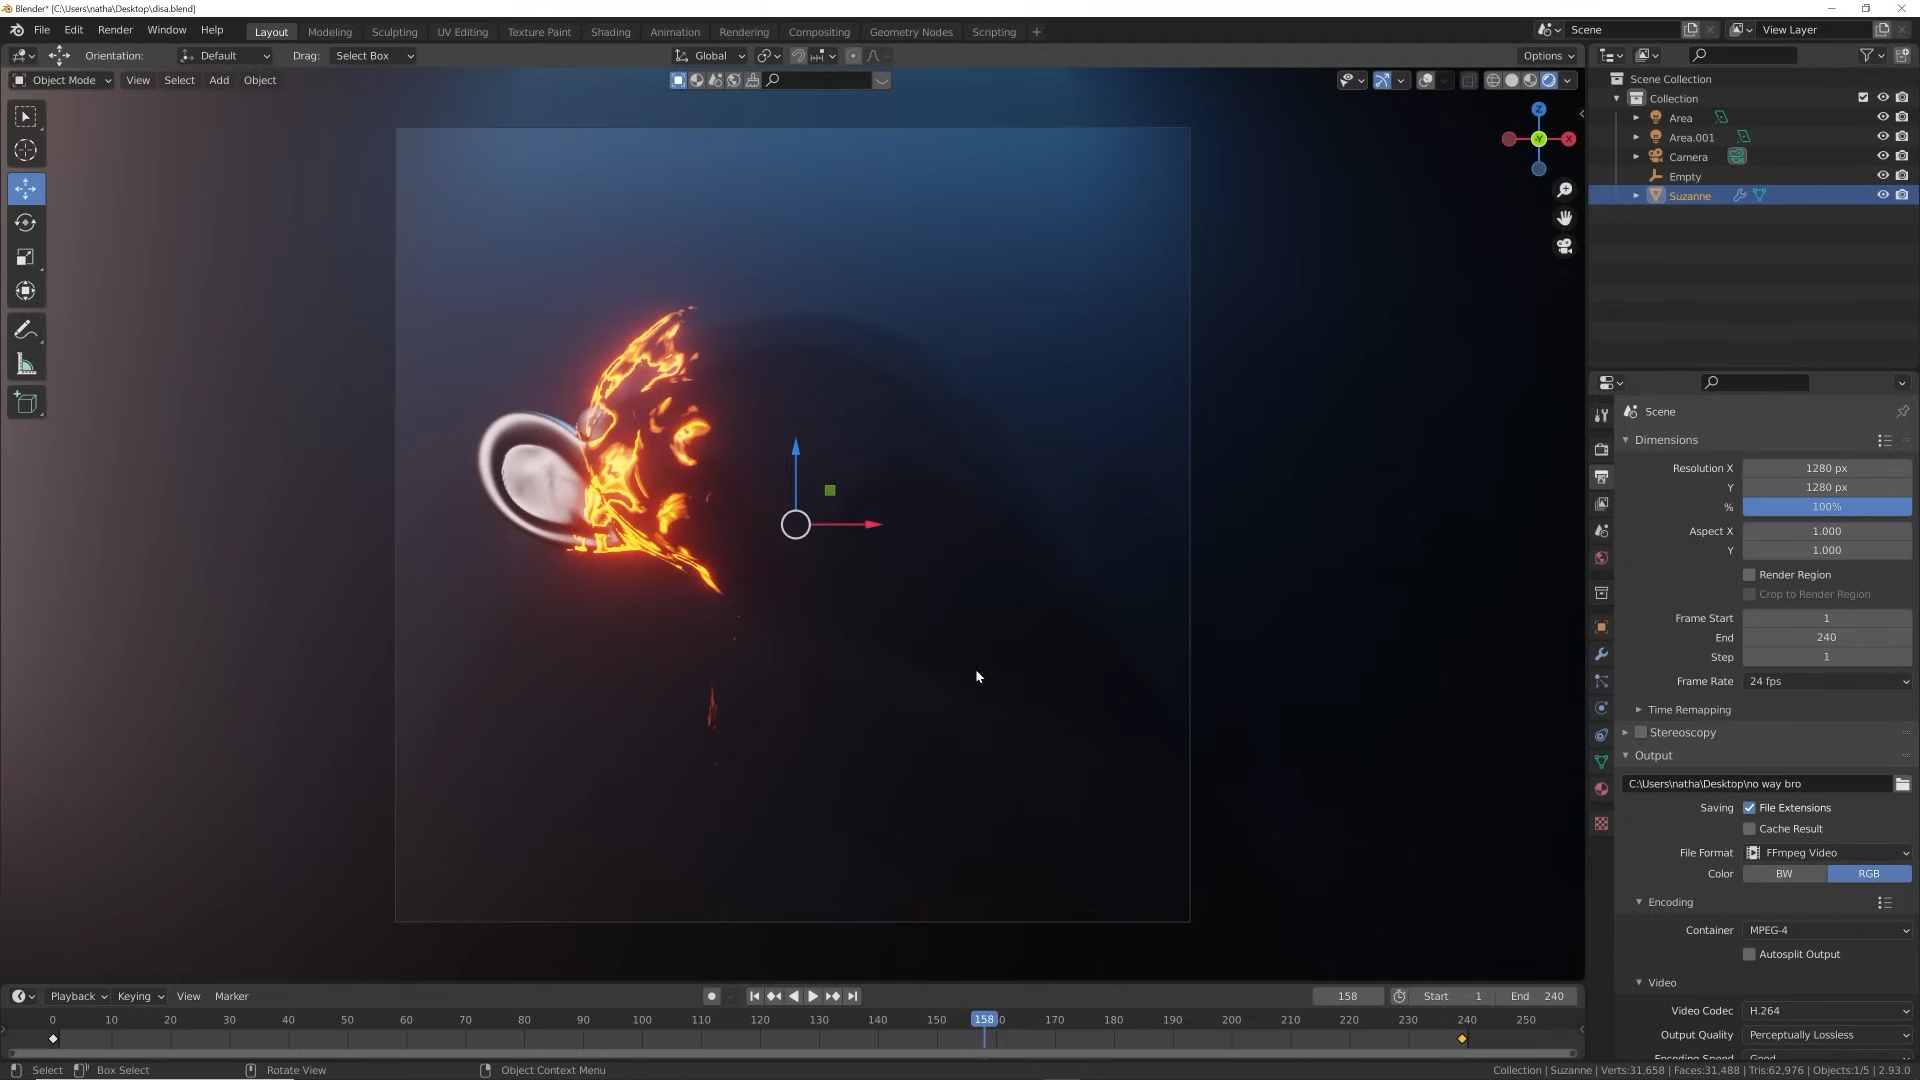 Blender* [C:\Users\natha\Desktop\disa.blend]
File Edit Render Window Help Layout Modeling Sculpting UV Editing Texture Paint Shading Animation Rendering Compositing Geometry Nodes Scripting + Scene View Layer
Orientation: Default Drag: Select Box Global Options
Object Mode View Select Add Object
Z
Y
X
Scene Collection
Collection
Area
Area.001
Camera
Empty
Suzanne
Scene
Dimensions
Resolution X 1280 px
Y 1280 px
% 100%
Aspect X 1.000
Y 1.000
Render Region
Crop to Render Region
Frame Start 1
End 240
Step 1
Frame Rate 24 fps
Time Remapping
Stereoscopy
Output
C:\Users\natha\Desktop\no way bro
Saving File Extensions
Cache Result
File Format FFmpeg Video
Color BW RGB
Encoding
Container MPEG-4
Autosplit Output
Video
Video Codec H.264
Output Quality Perceptually Lossless
Encoding Speed Good
Playback Keying View Marker 158 Start 1 End 240
0 10 20 30 40 50 60 70 80 90 100 110 120 130 140 150 158 170 180 190 200 210 220 230 240 250
Select Box Select Rotate View Object Context Menu Collection | Suzanne | Verts:31,658 | Faces:31,488 | Tris:62,976 | Objects:1/5 | 2.93.0